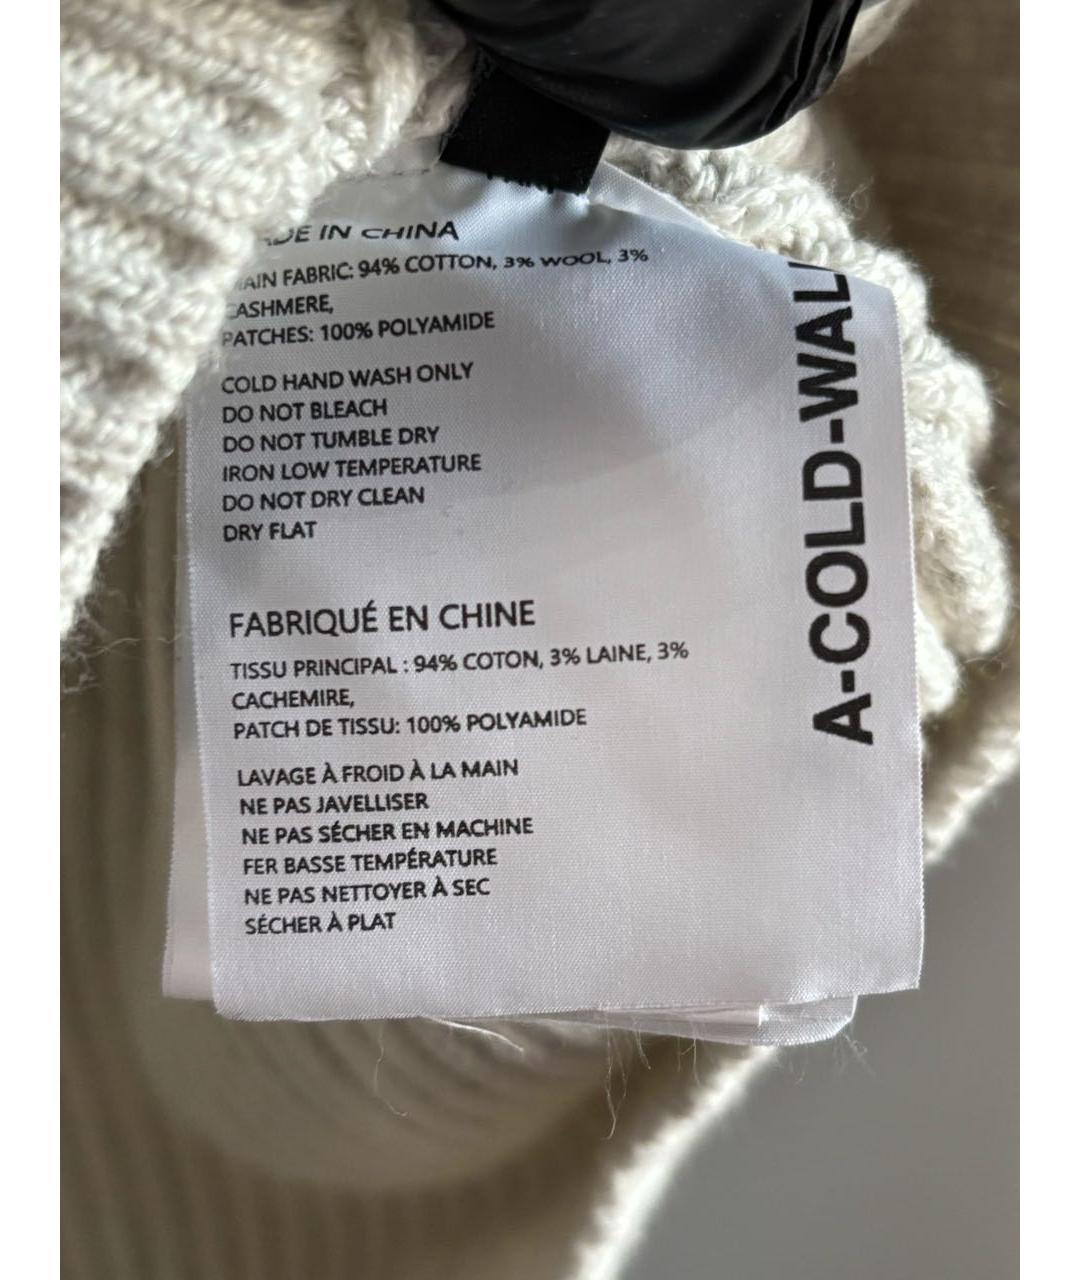 MADE IN CHINA
MAIN FABRIC: 94% COTTON, 3% WOOL, 3%
CASHMERE,
PATCHES: 100% POLYAMIDE
COLD HAND WASH ONLY
DO NOT BLEACH
DO NOT TUMBLE DRY
IRON LOW TEMPERATURE
DO NOT DRY CLEAN
DRY FLAT
FABRIQUÉ EN CHINE
TISSU PRINCIPAL : 94% COTON, 3% LAINE, 3%
CACHEMIRE,
PATCH DE TISSU: 100% POLYAMIDE
LAVAGE À FROID À LA MAIN
NE PAS JAVELLISER
NE PAS SÉCHER EN MACHINE
FER BASSE TEMPÉRATURE
NE PAS NETTOYER À SEC
SÉCHER À PLAT
A-COLD-WAL